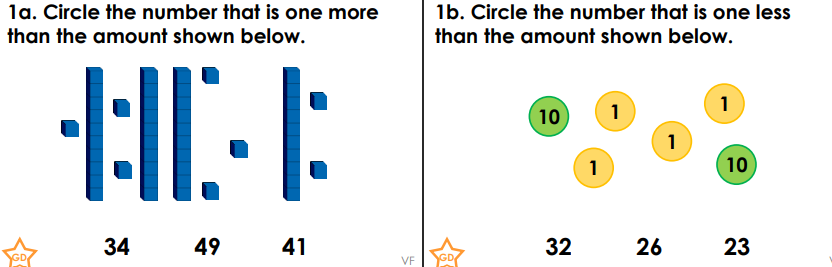 1a. Circle the number that is one more
than the amount shown below.
34 49 41
GD
VF
1b. Circle the number that is one less
than the amount shown below.
10 1 1
1
1 10
32 26 23
GD